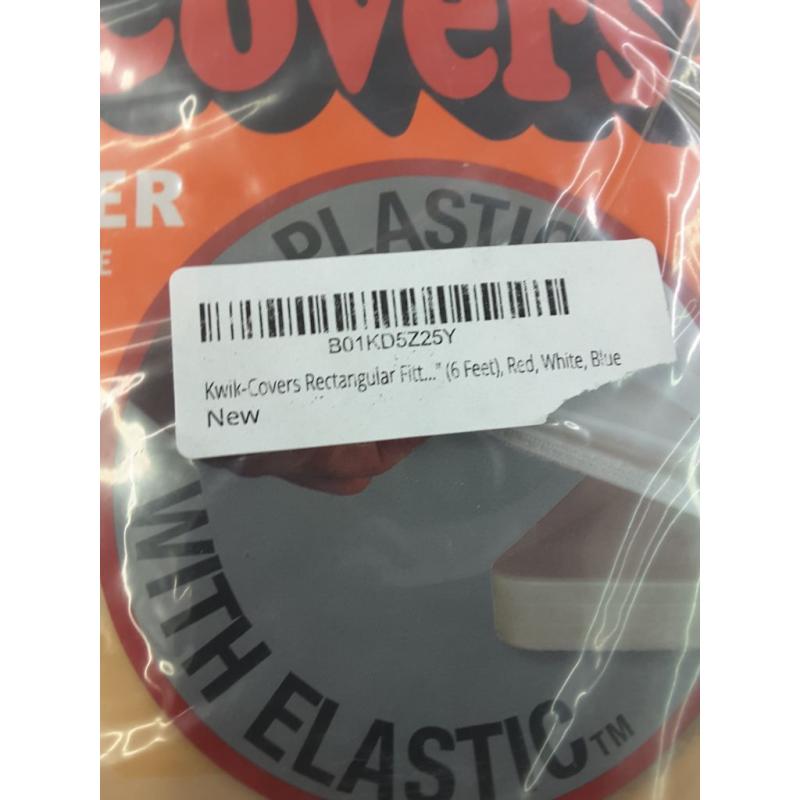 Covers
ER
E
PLASTIC
B01KD5Z25Y
Kwik-Covers Rectangular Fitt..." (6 Feet), Red, White, Blue
New
WITH ELASTIC™